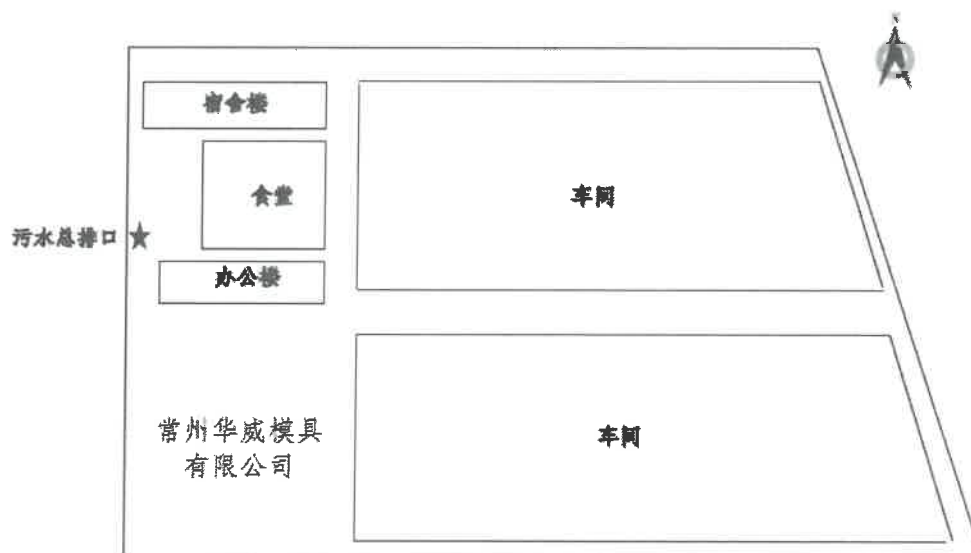 宿舍楼
食堂
车间
污水总排口
办公楼
常州华威模具
有限公司
车间